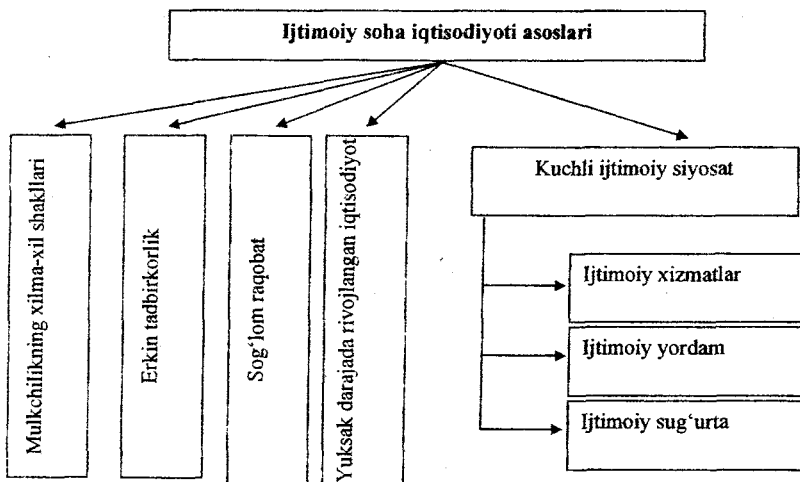 Ijtimoiy soha iqtisodiyoti asoslari
Mulkchilikning xilma-xil shakllari
Erkin tadbirkorlik
Sog‘lom raqobat
Yuksak darajada rivojlangan iqtisodiyot
Kuchli ijtimoiy siyosat
Ijtimoiy xizmatlar
Ijtimoiy yordam
Ijtimoiy sug‘urta